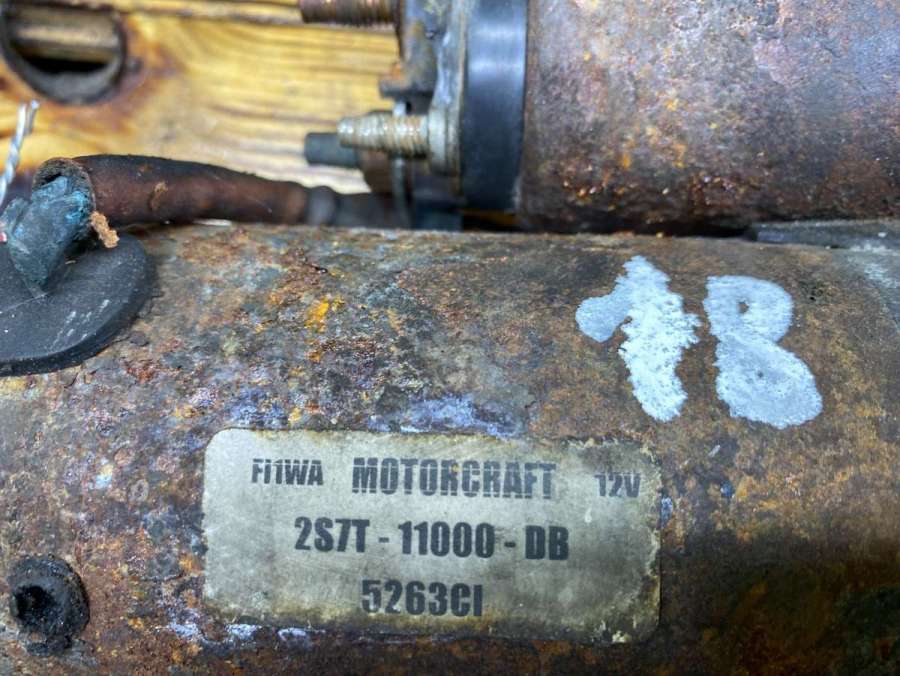 18
FI1WA MOTORCRAFT 12V
2S7T - 11000 - DB
5263CI